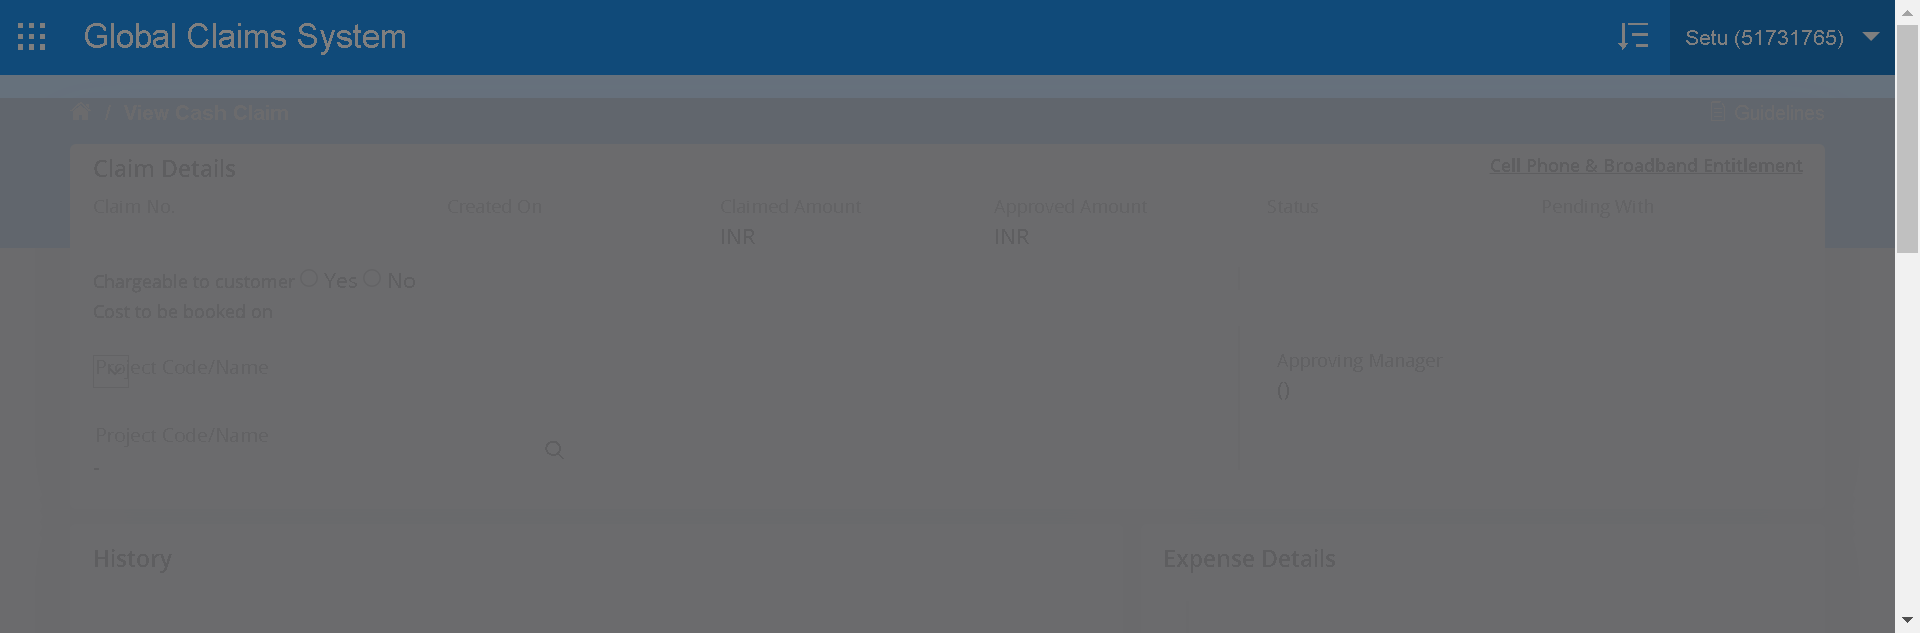 Global Claims System
Setu (51731765)
/ View Cash Claim
Guidelines
Claim Details
Cell Phone & Broadband Entitlement
Claim No.
Created On
Claimed Amount
Approved Amount
Status
Pending With
INR
INR
Chargeable to customer Yes No
Cost to be booked on
Project Code/Name
Approving Manager
()
Project Code/Name
-
History
Expense Details